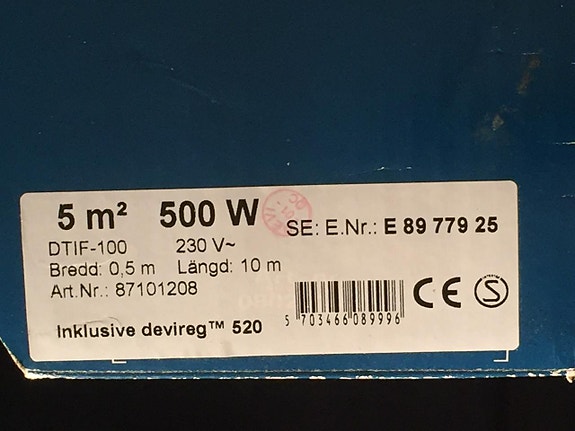 5 m² 500 W
SE: E.Nr.: E 89 779 25
DTIF-100 230 V~
Bredd: 0,5 m Längd: 10 m
Art.Nr.: 87101208
5 703466 089996
CE S
Inklusive devireg™ 520